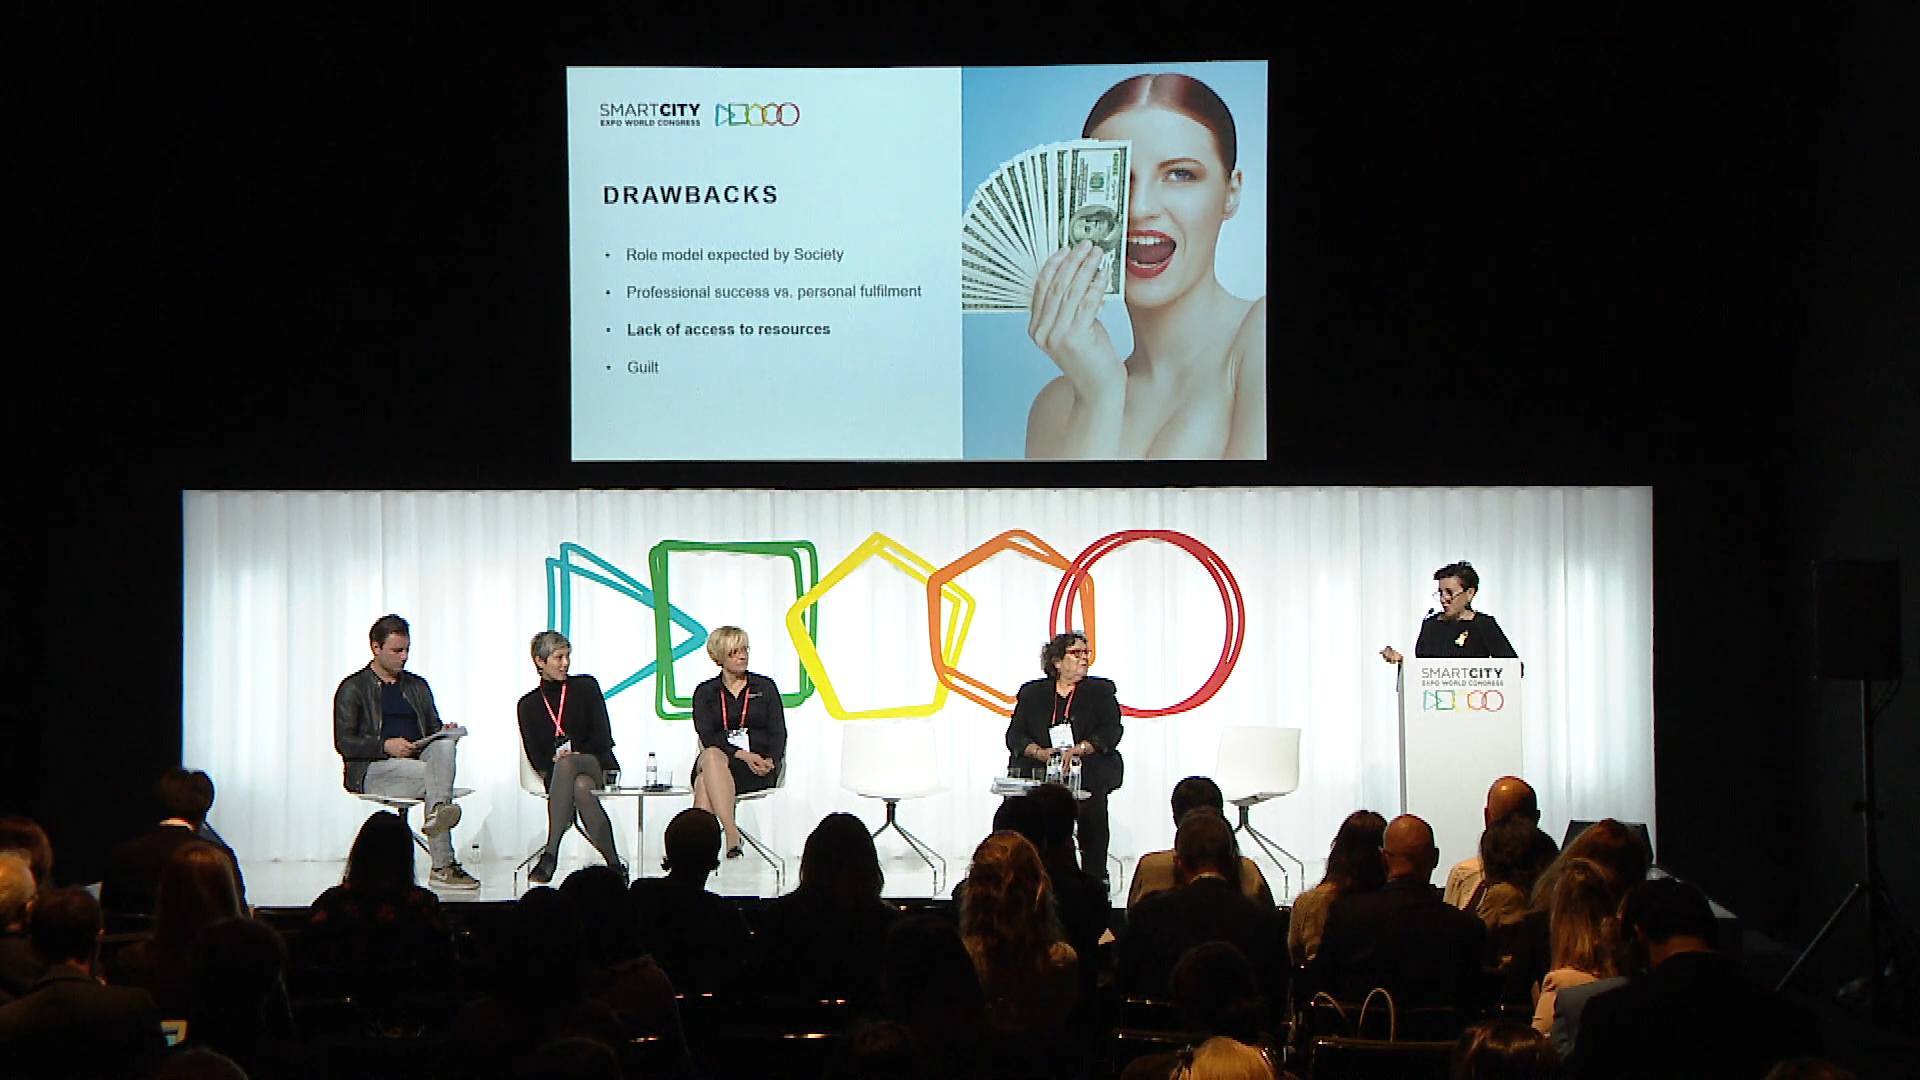 SMARTCITY
EXPO WORLD CONGRESS
DRAWBACKS
• Role model expected by Society
• Professional success vs. personal fulfilment
• Lack of access to resources
• Guilt
SMARTCITY
EXPO WORLD CONGRESS